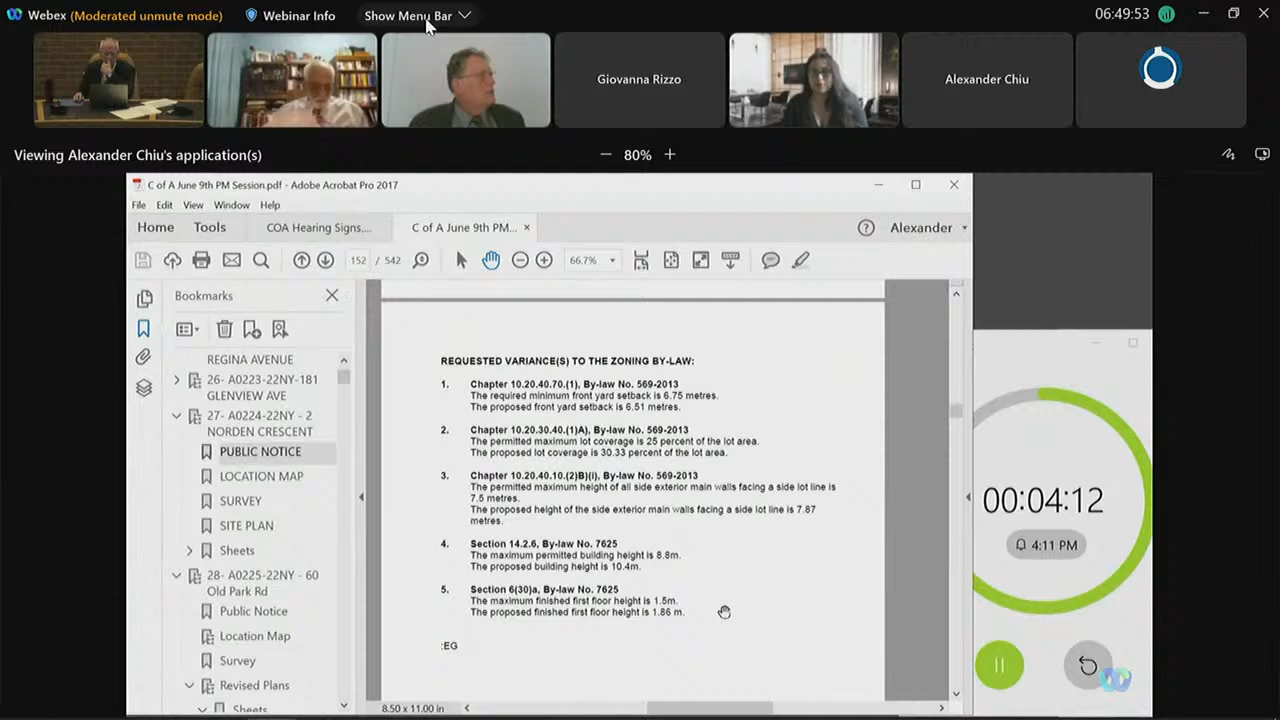 Webex (Moderated unmute mode) Webinar Info Show Menu Bar 06:49:53
Giovanna Rizzo
Alexander Chiu
Viewing Alexander Chiu's application(s)
80%
C of A June 9th PM Session.pdf - Adobe Acrobat Pro 2017
File Edit View Window Help
Home Tools COA Hearing Signs.... C of A June 9th PM... × Alexander
152 / 542 66.7%
Bookmarks
REGINA AVENUE
26- A0223-22NY-181
GLENVIEW AVE
27- A0224-22NY - 2
NORDEN CRESCENT
PUBLIC NOTICE
LOCATION MAP
SURVEY
SITE PLAN
Sheets
28- A0225-22NY - 60
Old Park Rd
Public Notice
Location Map
Survey
Revised Plans
Sheets
REQUESTED VARIANCE(S) TO THE ZONING BY-LAW:
1. Chapter 10.20.40.70.(1), By-law No. 569-2013
The required minimum front yard setback is 6.75 metres.
The proposed front yard setback is 6.51 metres.
2. Chapter 10.20.30.40.(1)A), By-law No. 569-2013
The permitted maximum lot coverage is 25 percent of the lot area.
The proposed lot coverage is 30.33 percent of the lot area.
3. Chapter 10.20.40.10.(2)B)(i), By-law No. 569-2013
The permitted maximum height of all side exterior main walls facing a side lot line is
7.5 metres.
The proposed height of the side exterior main walls facing a side lot line is 7.87
metres.
4. Section 14.2.6, By-law No. 7625
The maximum permitted building height is 8.8m.
The proposed building height is 10.4m.
5. Section 6(30)a, By-law No. 7625
The maximum finished first floor height is 1.5m.
The proposed finished first floor height is 1.86 m.
:EG
8.50 x 11.00 in
00:04:12
4:11 PM